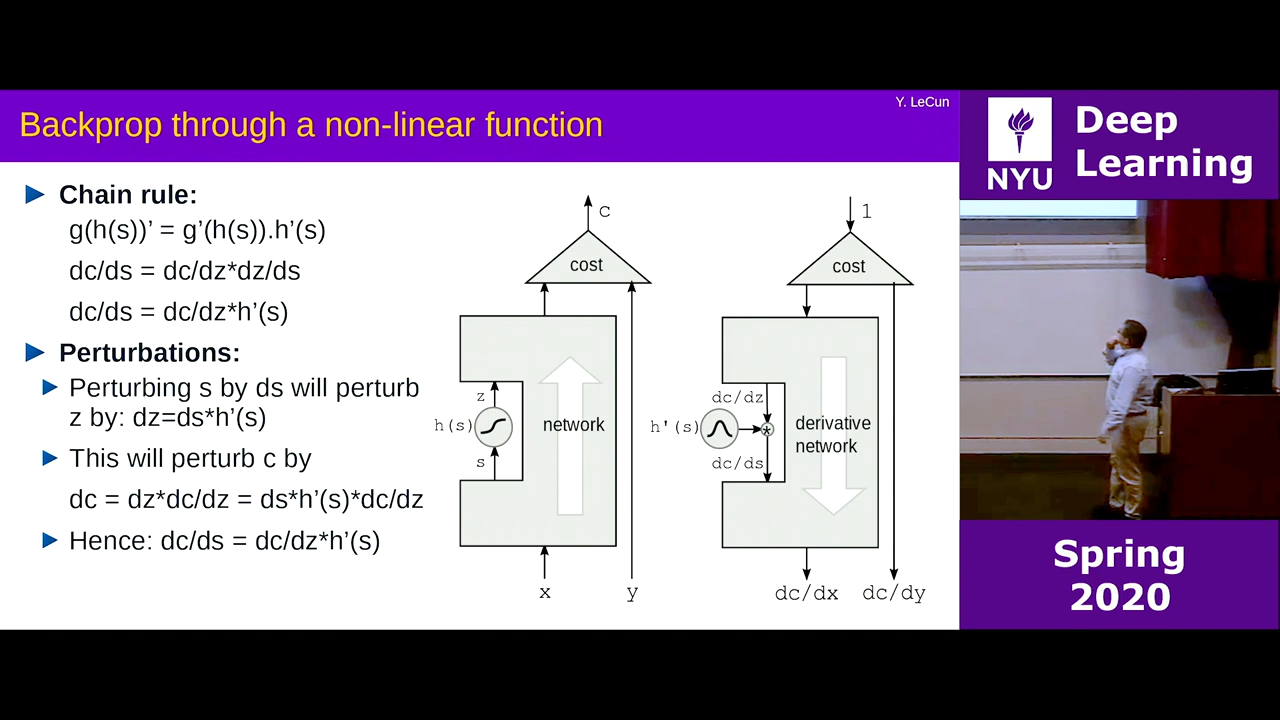 Y. LeCun
Backprop through a non-linear function
Chain rule:
g(h(s))’ = g’(h(s)).h’(s)
dc/ds = dc/dz*dz/ds
dc/ds = dc/dz*h’(s)
Perturbations:
Perturbing s by ds will perturb
z by: dz=ds*h’(s)
This will perturb c by
dc = dz*dc/dz = ds*h’(s)*dc/dz
Hence: dc/ds = dc/dz*h’(s)
c
cost
z
h(s)
s
network
x
y
1
cost
dc/dz
h'(s)
*
dc/ds
derivative
network
dc/dx
dc/dy
NYU
Deep
Learning
Spring
2020